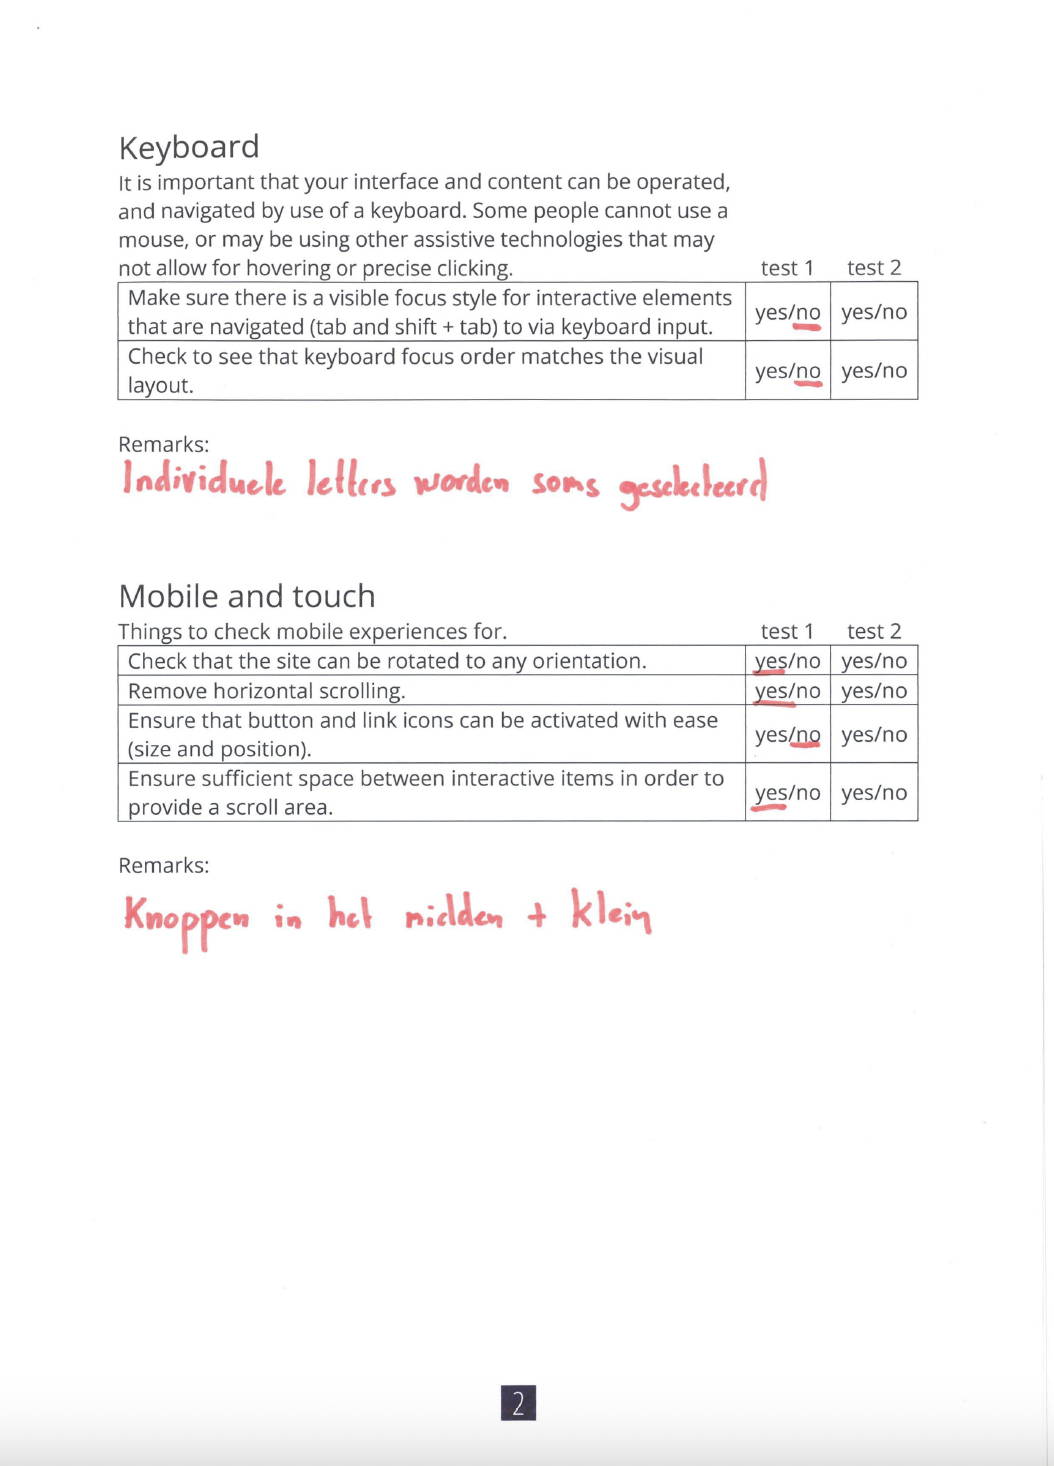 Keyboard
It is important that your interface and content can be operated,
and navigated by use of a keyboard. Some people cannot use a
mouse, or may be using other assistive technologies that may
not allow for hovering or precise clicking. test 1 test 2
Make sure there is a visible focus style for interactive elements
that are navigated (tab and shift + tab) to via keyboard input. yes/no yes/no
Check to see that keyboard focus order matches the visual
layout. yes/no yes/no
Remarks:
Individuele letters worden soms geselecteerd
Mobile and touch
Things to check mobile experiences for. test 1 test 2
Check that the site can be rotated to any orientation. yes/no yes/no
Remove horizontal scrolling. yes/no yes/no
Ensure that button and link icons can be activated with ease
(size and position). yes/no yes/no
Ensure sufficient space between interactive items in order to
provide a scroll area. yes/no yes/no
Remarks:
Knoppen in het midden + klein
2